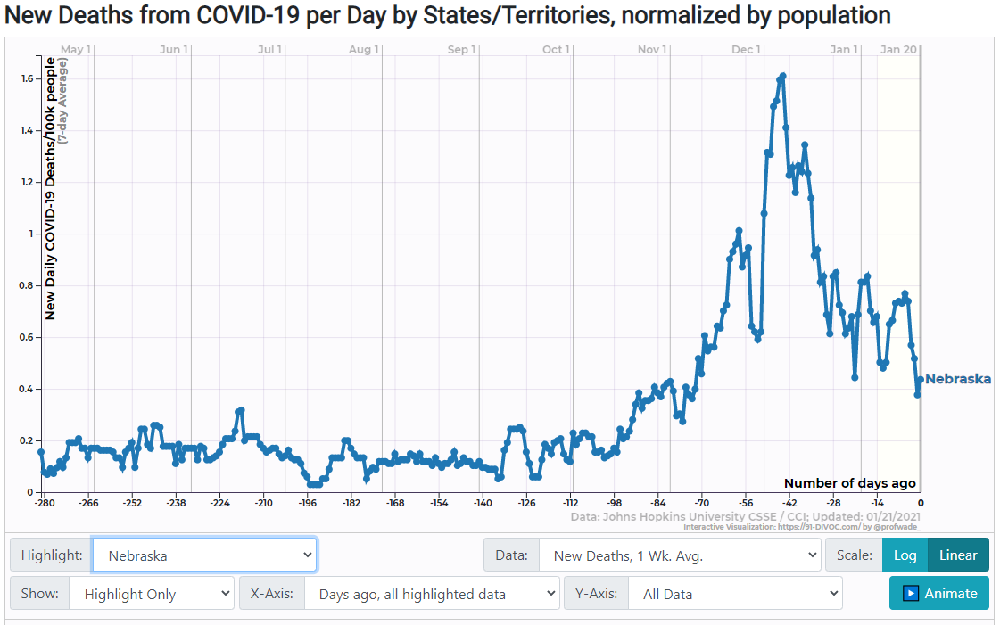 New Deaths from COVID-19 per Day by States/Territories, normalized by population
May 1 Jun 1 Jul 1 Aug 1 Sep 1 Oct 1 Nov 1 Dec 1 Jan 1 Jan 20
New Daily COVID-19 Deaths/100k people
(7-day Average)
1.6
1.4
1.2
1
0.8
0.6
0.4
0.2
0
Nebraska
Number of days ago
-280 -266 -252 -238 -224 -210 -196 -182 -168 -154 -140 -126 -112 -98 -84 -70 -56 -42 -28 -14 0
Data: Johns Hopkins University CSSE / CCI; Updated: 01/21/2021
Interactive Visualization: https://91-DIVOC.com/ by @profwade_
Highlight: Nebraska Data: New Deaths, 1 Wk. Avg. Scale: Log Linear
Show: Highlight Only X-Axis: Days ago, all highlighted data Y-Axis: All Data Animate